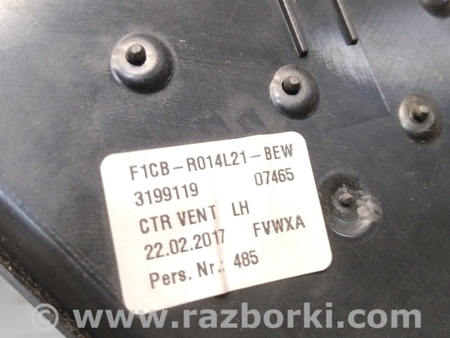 F1CB-R014L21-BEW
3199119 07465
CTR VENT LH
22.02.2017 FVWXA
Pers. Nr.: 485
www.razborki.com